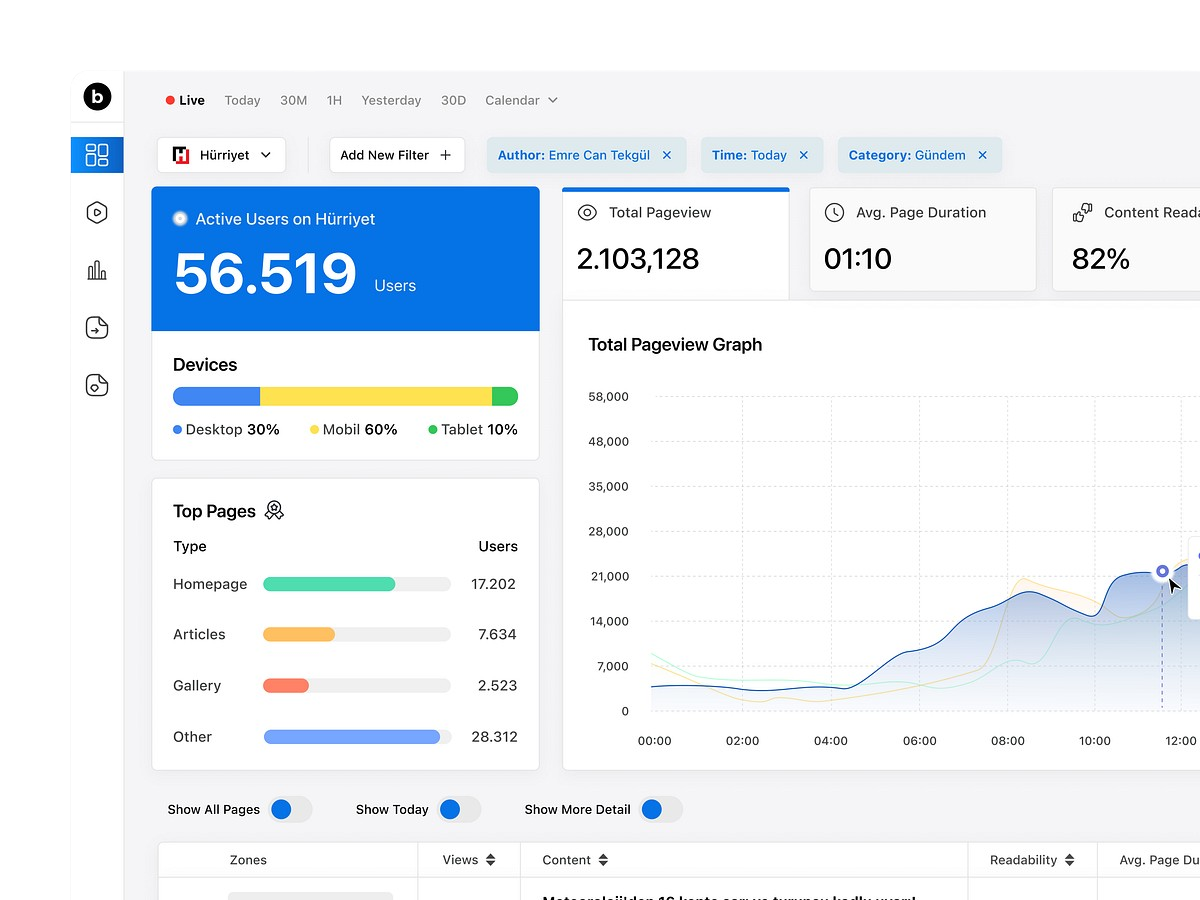 b
Live Today 30M 1H Yesterday 30D Calendar
H Hürriyet Add New Filter + Author: Emre Can Tekgül × Time: Today × Category: Gündem ×
Active Users on Hürriyet
56.519 Users
Total Pageview
2.103,128
Avg. Page Duration
01:10
Content Reada
82%
Devices
Desktop 30% Mobil 60% Tablet 10%
Top Pages
Type Users
Homepage 17.202
Articles 7.634
Gallery 2.523
Other 28.312
Total Pageview Graph
58,000
48,000
35,000
28,000
21,000
14,000
7,000
0
00:00 02:00 04:00 06:00 08:00 10:00 12:00
Show All Pages Show Today Show More Detail
Zones Views Content Readability Avg. Page Du